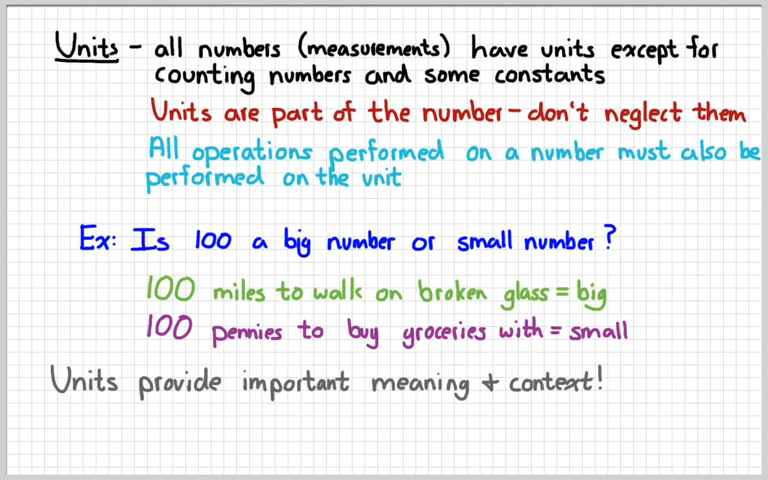 Units – all numbers (measurements) have units except for
counting numbers and some constants
Units are part of the number – don't neglect them
All operations performed on a number must also be
performed on the unit
Ex: Is 100 a big number or small number?
100 miles to walk on broken glass = big
100 pennies to buy groceries with = small
Units provide important meaning + context!